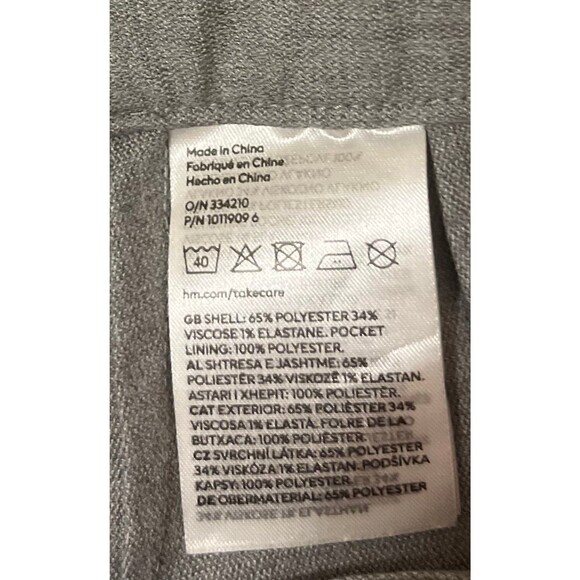 Made in China
Fabriqué en Chine
Hecho en China
O/N 334210
P/N 1011909 6
40
hm.com/takecare
GB SHELL: 65% POLYESTER 34%
VISCOSE 1% ELASTANE. POCKET
LINING: 100% POLYESTER.
AL SHTRESA E JASHTME: 65%
POLIESTËR 34% VISKOZË 1% ELASTAN.
ASTARI I XHEPIT: 100% POLIESTËR.
CAT EXTERIOR: 65% POLIÈSTER 34%
VISCOSA 1% ELASTÀ. FOLRE DE LA
BUTXACA: 100% POLIÈSTER.
CZ SVRCHNÍ LÁTKA: 65% POLYESTER
34% VISKÓZA 1% ELASTAN. PODŠÍVKA
KAPSY: 100% POLYESTER.
DE OBERMATERIAL: 65% POLYESTER